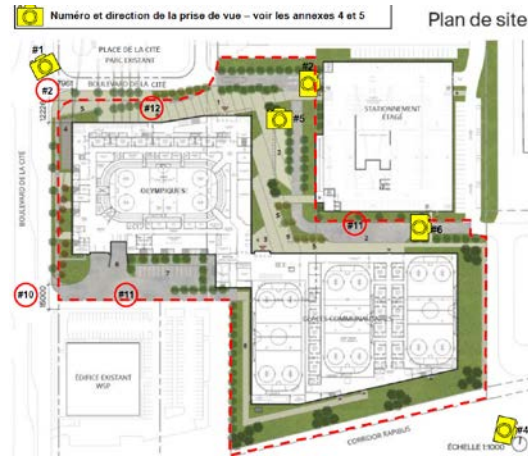 Numéro et direction de la prise de vue – voir les annexes 4 et 5
Plan de site
#1
PLACE DE LA CITÉ
PARC EXISTANT
BOULEVARD DE LA CITÉ
#2
#2
#12
#5
STATIONNEMENT
ÉTAGÉ
12220
BOULEVARD DE LA CITÉ
OLYMPIQUES
#11
#6
#10
#11
16000
GLACES COMMUNAUTAIRES
ÉDIFICE EXISTANT
WSP
CORRIDOR RAPIBUS
#4
ÉCHELLE 1:1000